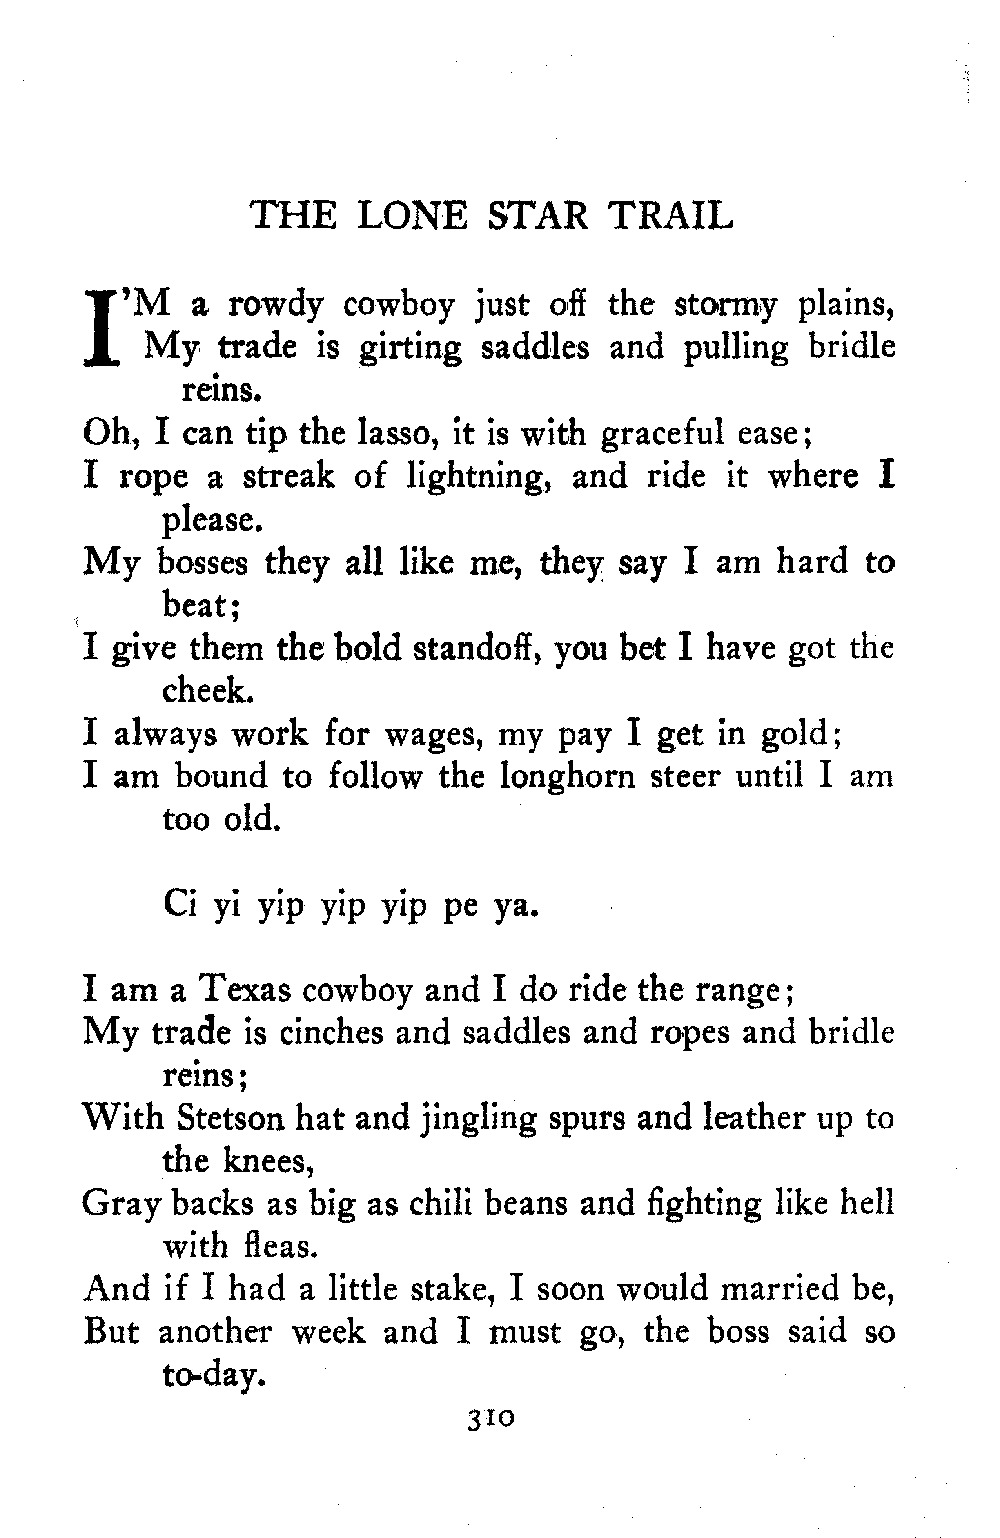 THE LONE STAR TRAIL
I'M a rowdy cowboy just off the stormy plains,
My trade is girting saddles and pulling bridle
reins.
Oh, I can tip the lasso, it is with graceful ease;
I rope a streak of lightning, and ride it where I
please.
My bosses they all like me, they say I am hard to
beat;
I give them the bold standoff, you bet I have got the
cheek.
I always work for wages, my pay I get in gold;
I am bound to follow the longhorn steer until I am
too old.
Ci yi yip yip yip pe ya.
I am a Texas cowboy and I do ride the range;
My trade is cinches and saddles and ropes and bridle
reins;
With Stetson hat and jingling spurs and leather up to
the knees,
Gray backs as big as chili beans and fighting like hell
with fleas.
And if I had a little stake, I soon would married be,
But another week and I must go, the boss said so
to-day.
310